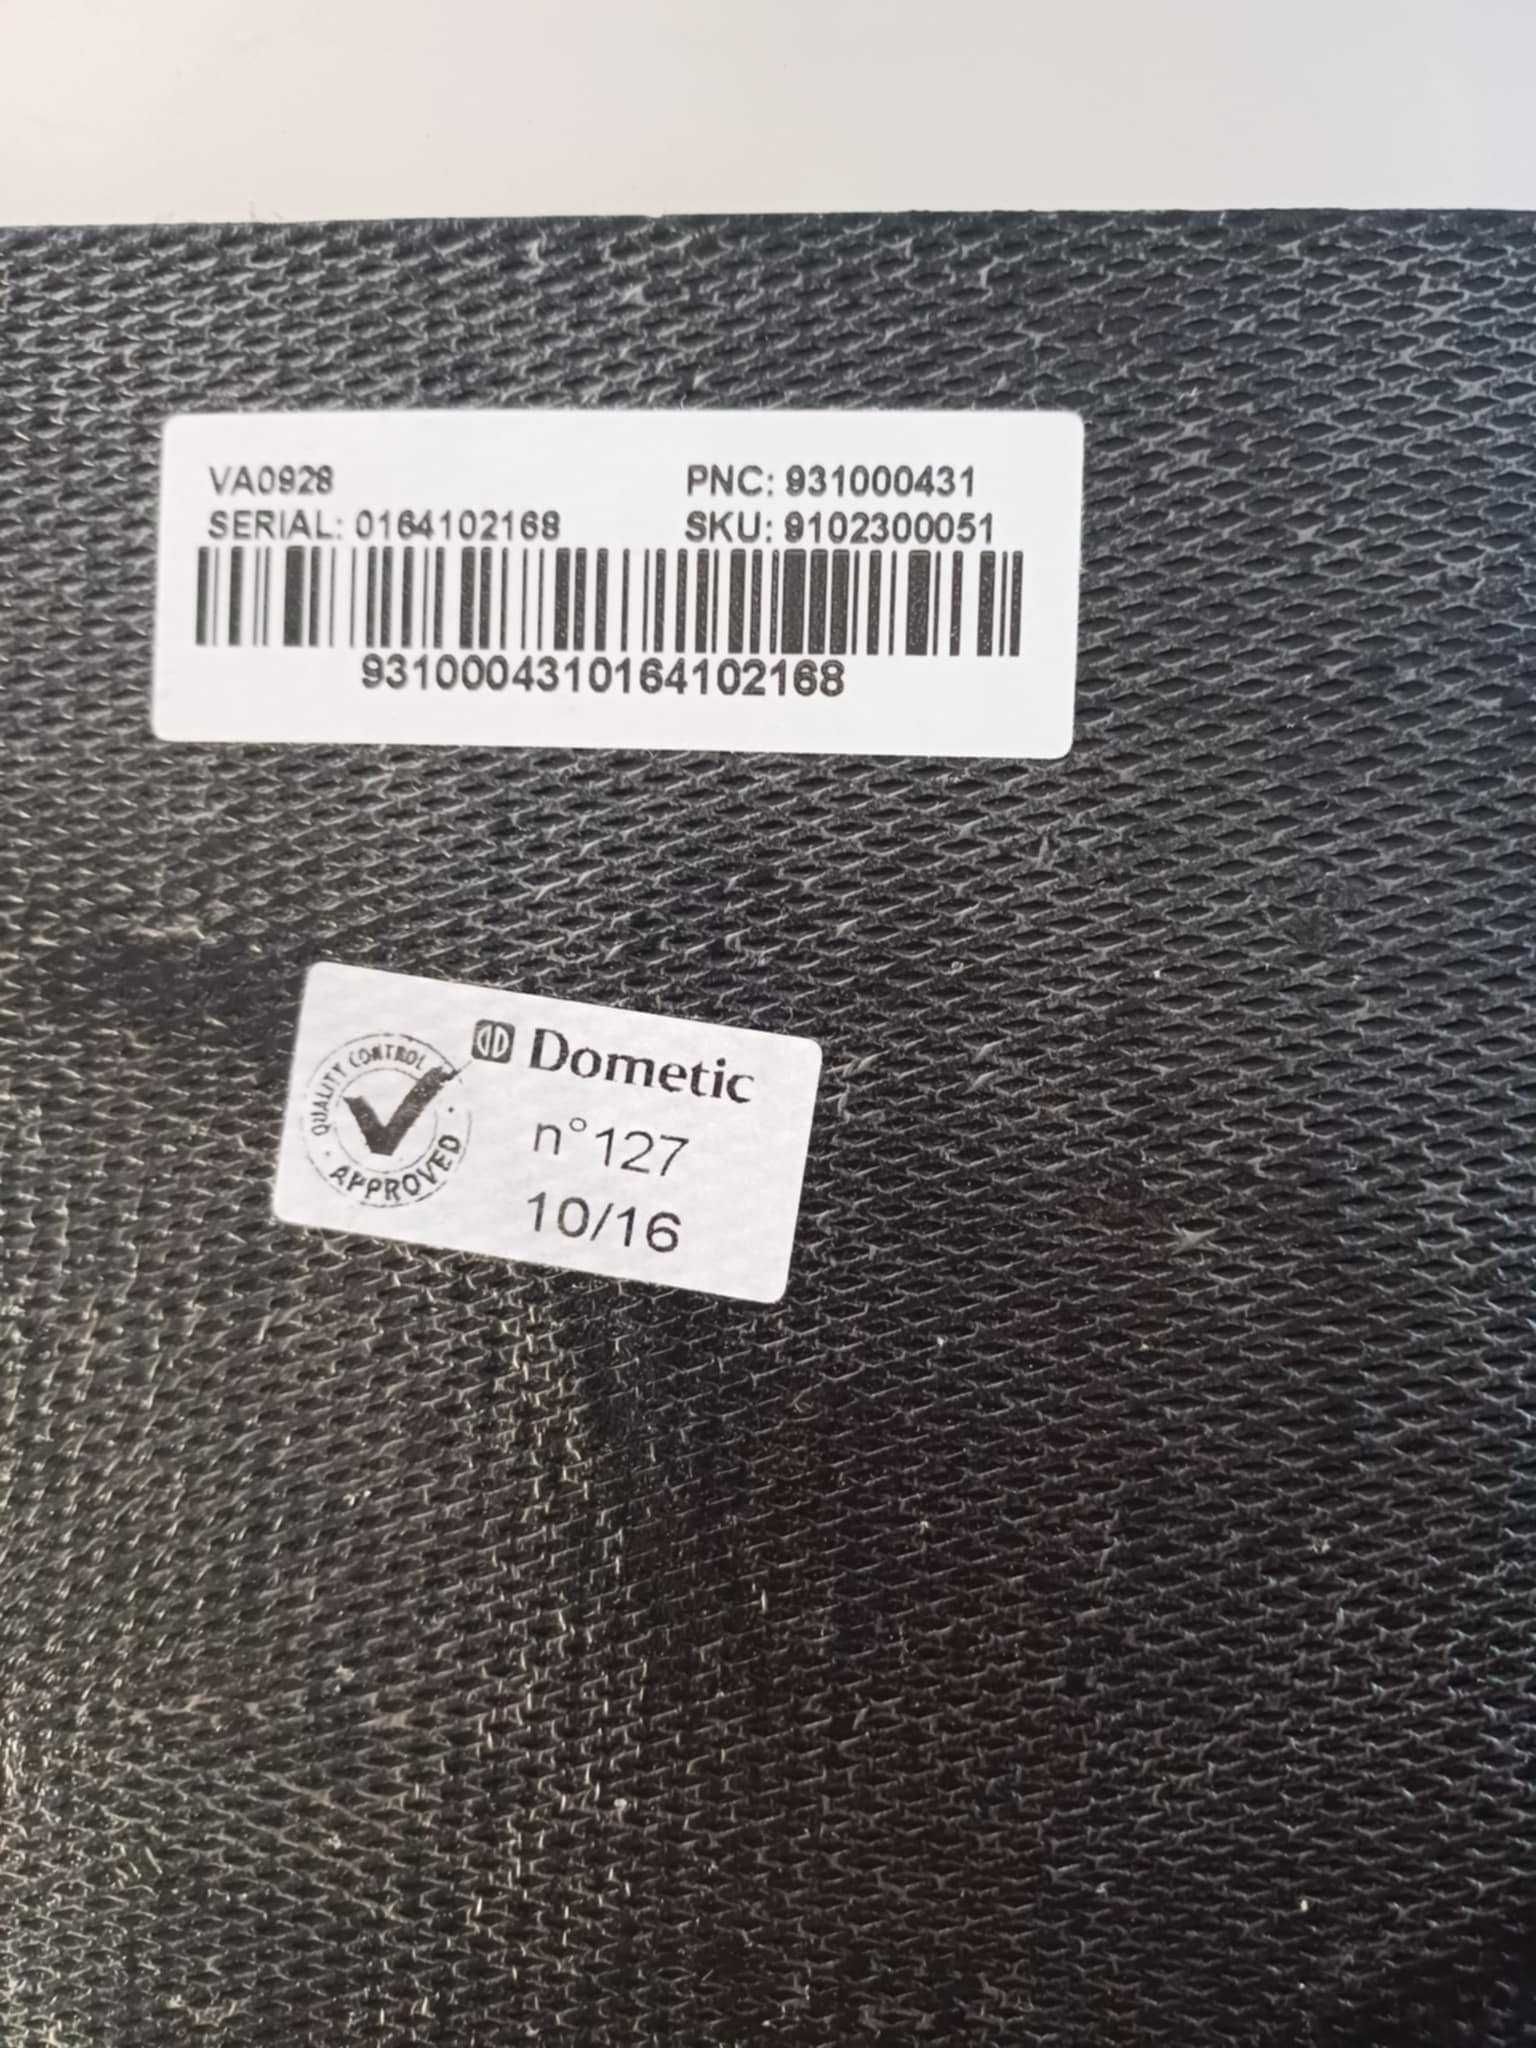 VA0928 PNC: 931000431
SERIAL: 0164102168 SKU: 9102300051
9310004310164102168
QUALITY CONTROL
APPROVED
Dometic
n°127
10/16